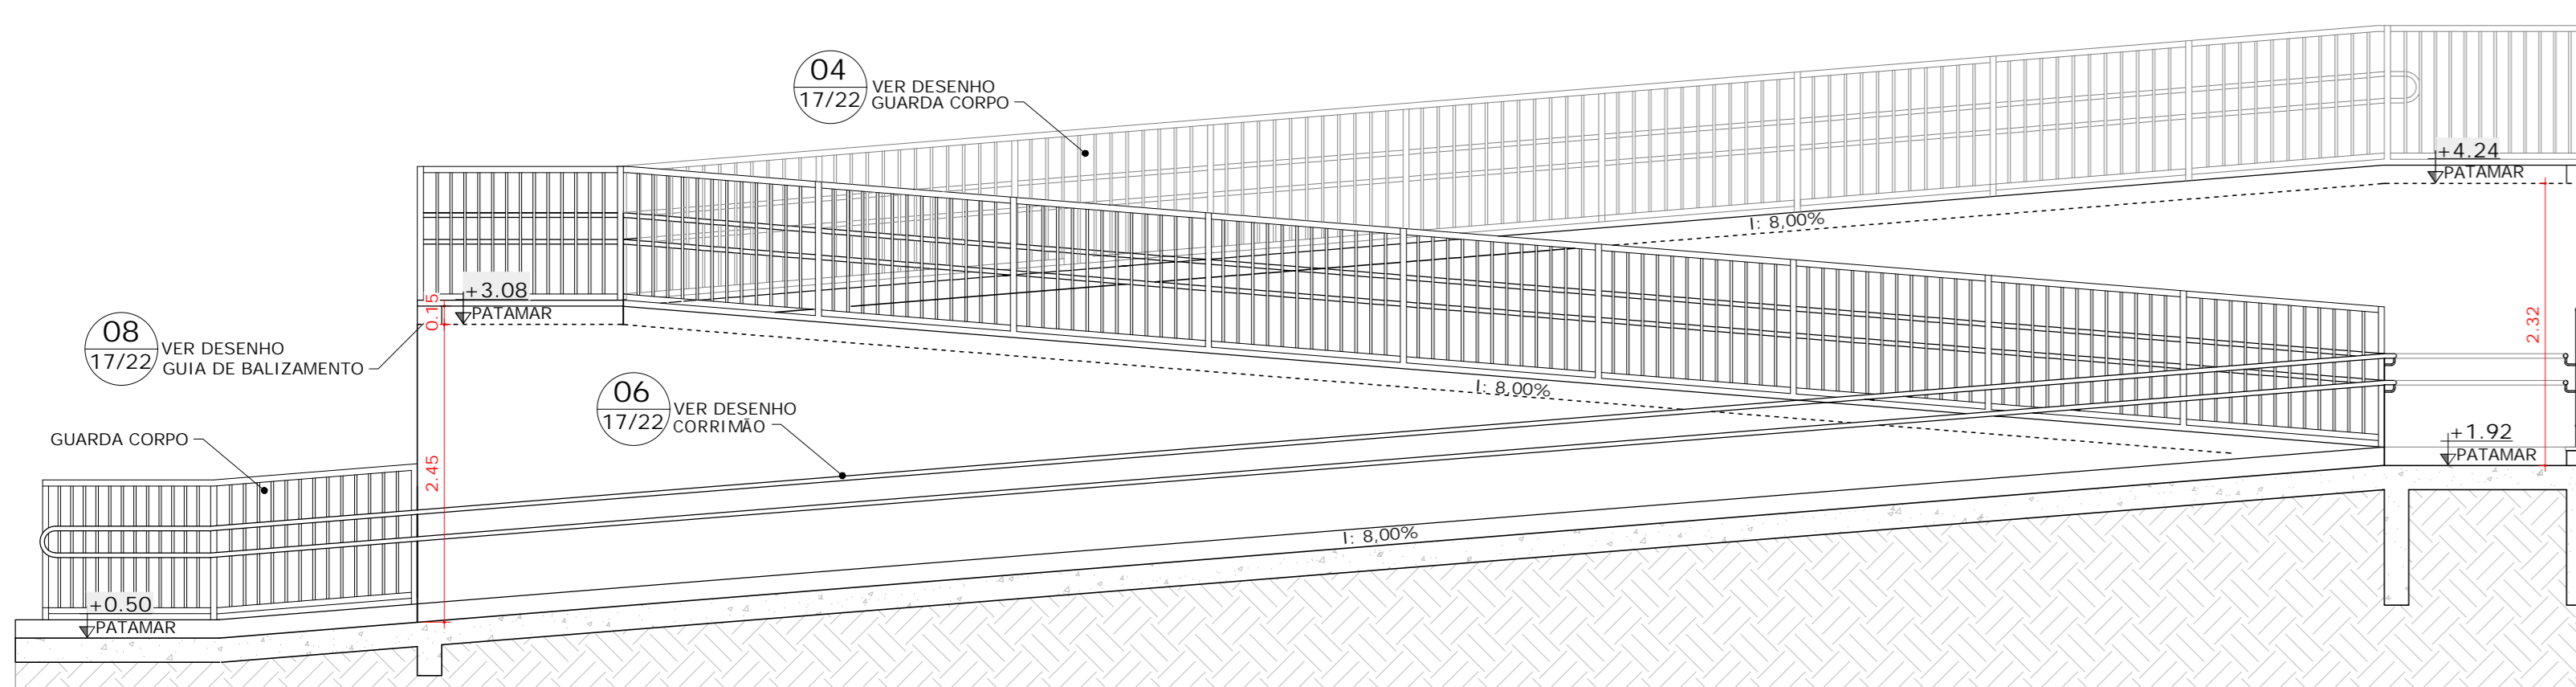 04
17/22
VER DESENHO
GUARDA CORPO
+4.24
PATAMAR
I: 8,00%
+3.08
PATAMAR
0.15
2.32
08
17/22
VER DESENHO
GUIA DE BALIZAMENTO
06
17/22
VER DESENHO
CORRIMÃO
I: 8,00%
GUARDA CORPO
2.45
+1.92
PATAMAR
I: 8,00%
+0.50
PATAMAR